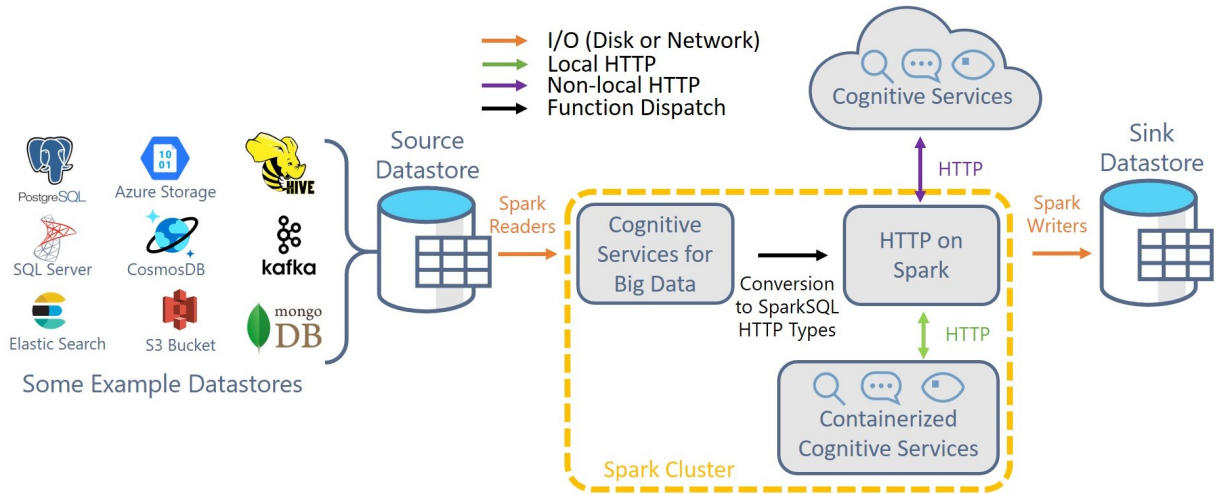 I/O (Disk or Network)
Local HTTP
Non-local HTTP
Function Dispatch
Cognitive Services
PostgreSQL
10
01
Azure Storage
HIVE
SQL Server
CosmosDB
kafka
Elastic Search
S3 Bucket
mongo
DB
Some Example Datastores
Source
Datastore
Spark
Readers
Cognitive
Services for
Big Data
Conversion
to SparkSQL
HTTP Types
HTTP
HTTP on
Spark
HTTP
Containerized
Cognitive Services
Spark Cluster
Spark
Writers
Sink
Datastore